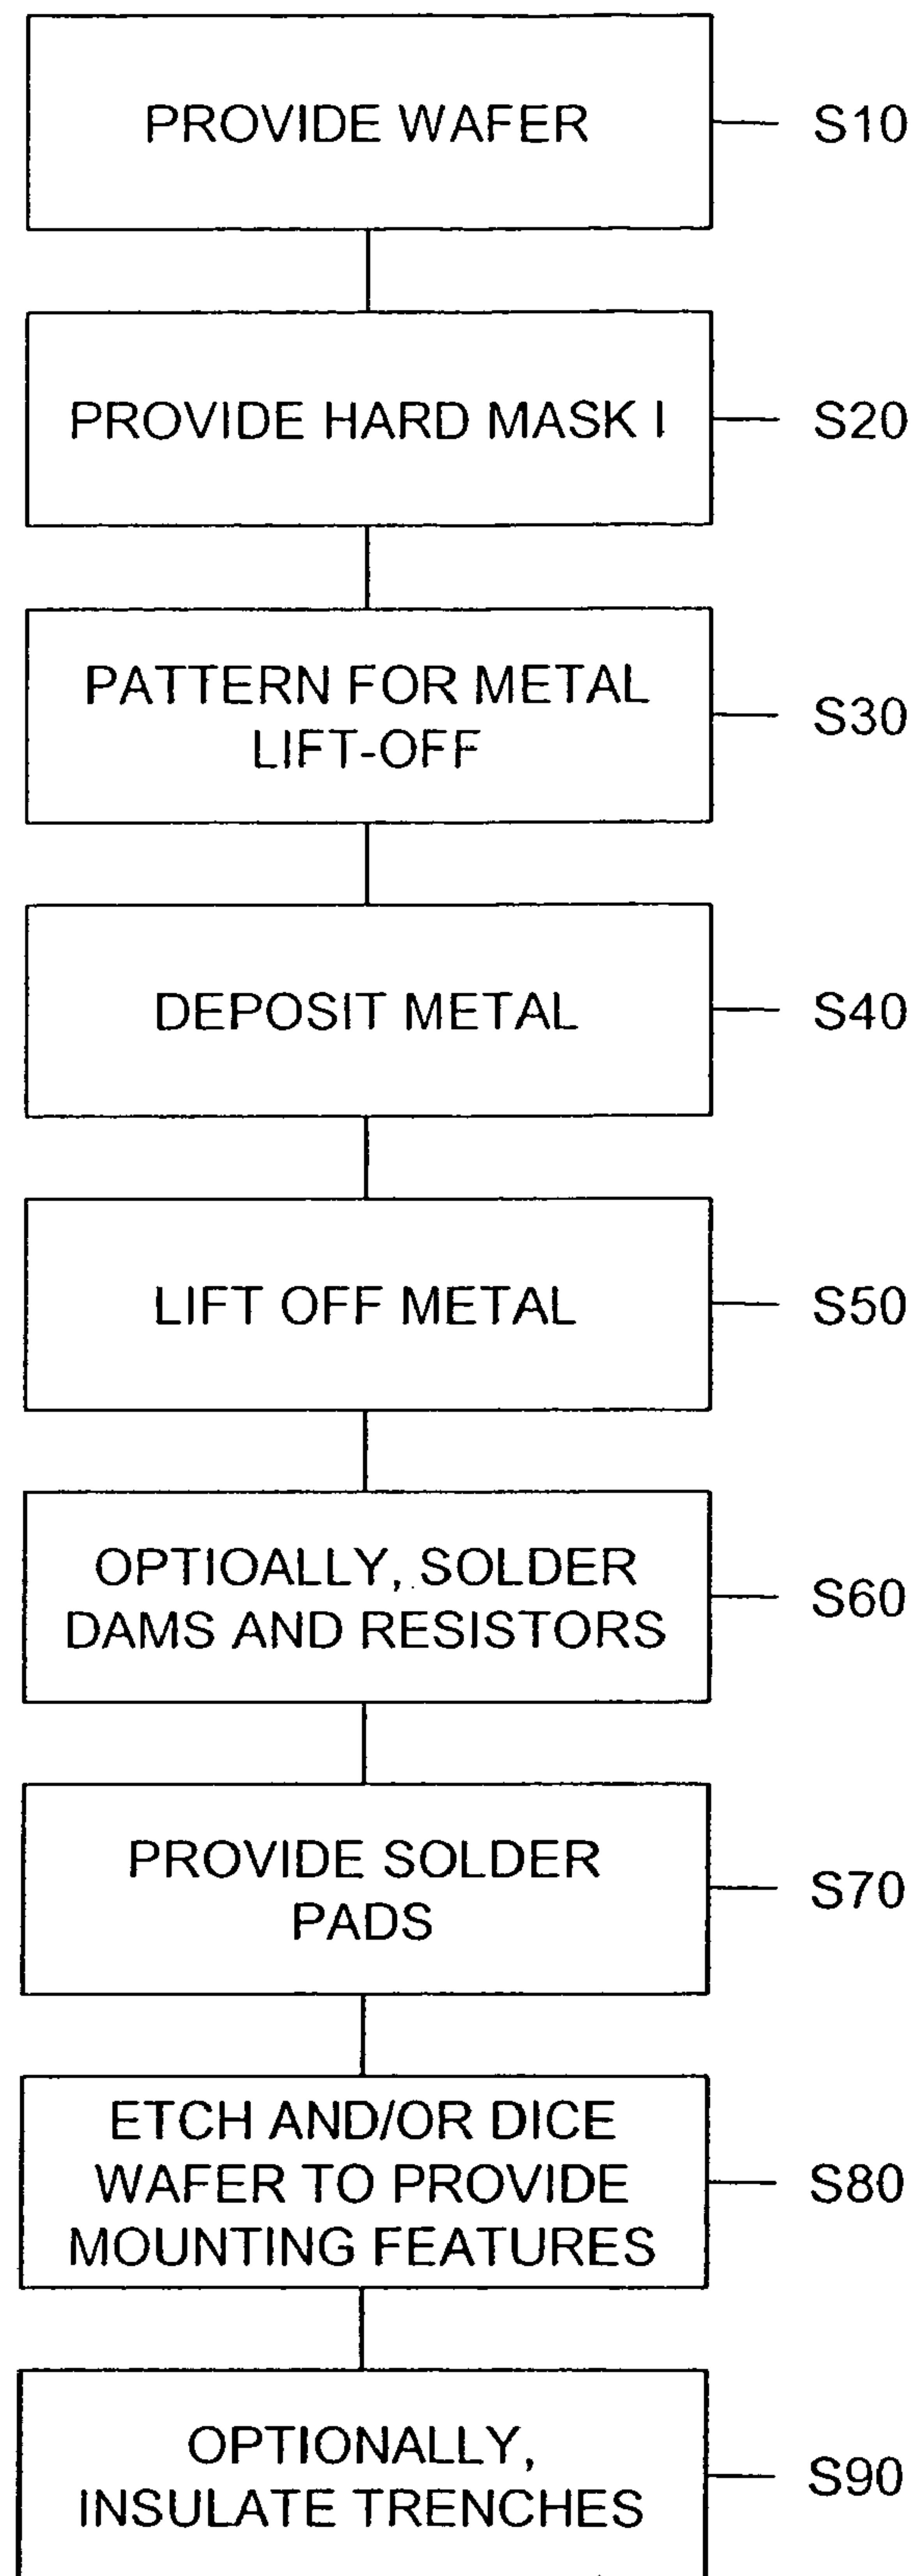 PROVIDE WAFER
S10
PROVIDE HARD MASK I
S20
PATTERN FOR METAL
LIFT-OFF
S30
DEPOSIT METAL
S40
LIFT OFF METAL
S50
OPTIOALLY, SOLDER
DAMS AND RESISTORS
S60
PROVIDE SOLDER
PADS
S70
ETCH AND/OR DICE
WAFER TO PROVIDE
MOUNTING FEATURES
S80
OPTIONALLY,
INSULATE TRENCHES
S90